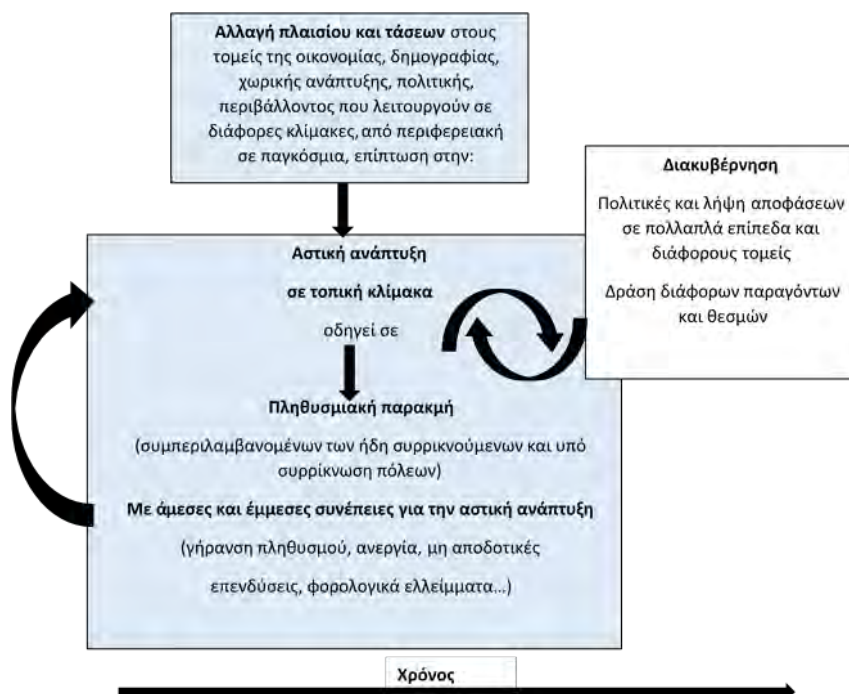 Αλλαγή πλαισίου και τάσεων στους
τομείς της οικονομίας, δημογραφίας,
χωρικής ανάπτυξης, πολιτικής,
περιβάλλοντος που λειτουργούν σε
διάφορες κλίμακες, από περιφερειακή
σε παγκόσμια, επίπτωση στην:
Διακυβέρνηση
Πολιτικές και λήψη αποφάσεων
σε πολλαπλά επίπεδα και
διάφορους τομείς
Δράση διάφορων παραγόντων
και θεσμών
Αστική ανάπτυξη
σε τοπική κλίμακα
οδηγεί σε
Πληθυσμιακή παρακμή
(συμπεριλαμβανομένων των ήδη συρρικνούμενων και υπό
συρρίκνωση πόλεων)
Με άμεσες και έμμεσες συνέπειες για την αστική ανάπτυξη
(γήρανση πληθυσμού, ανεργία, μη αποδοτικές
επενδύσεις, φορολογικά ελλείμματα...)
Χρόνος